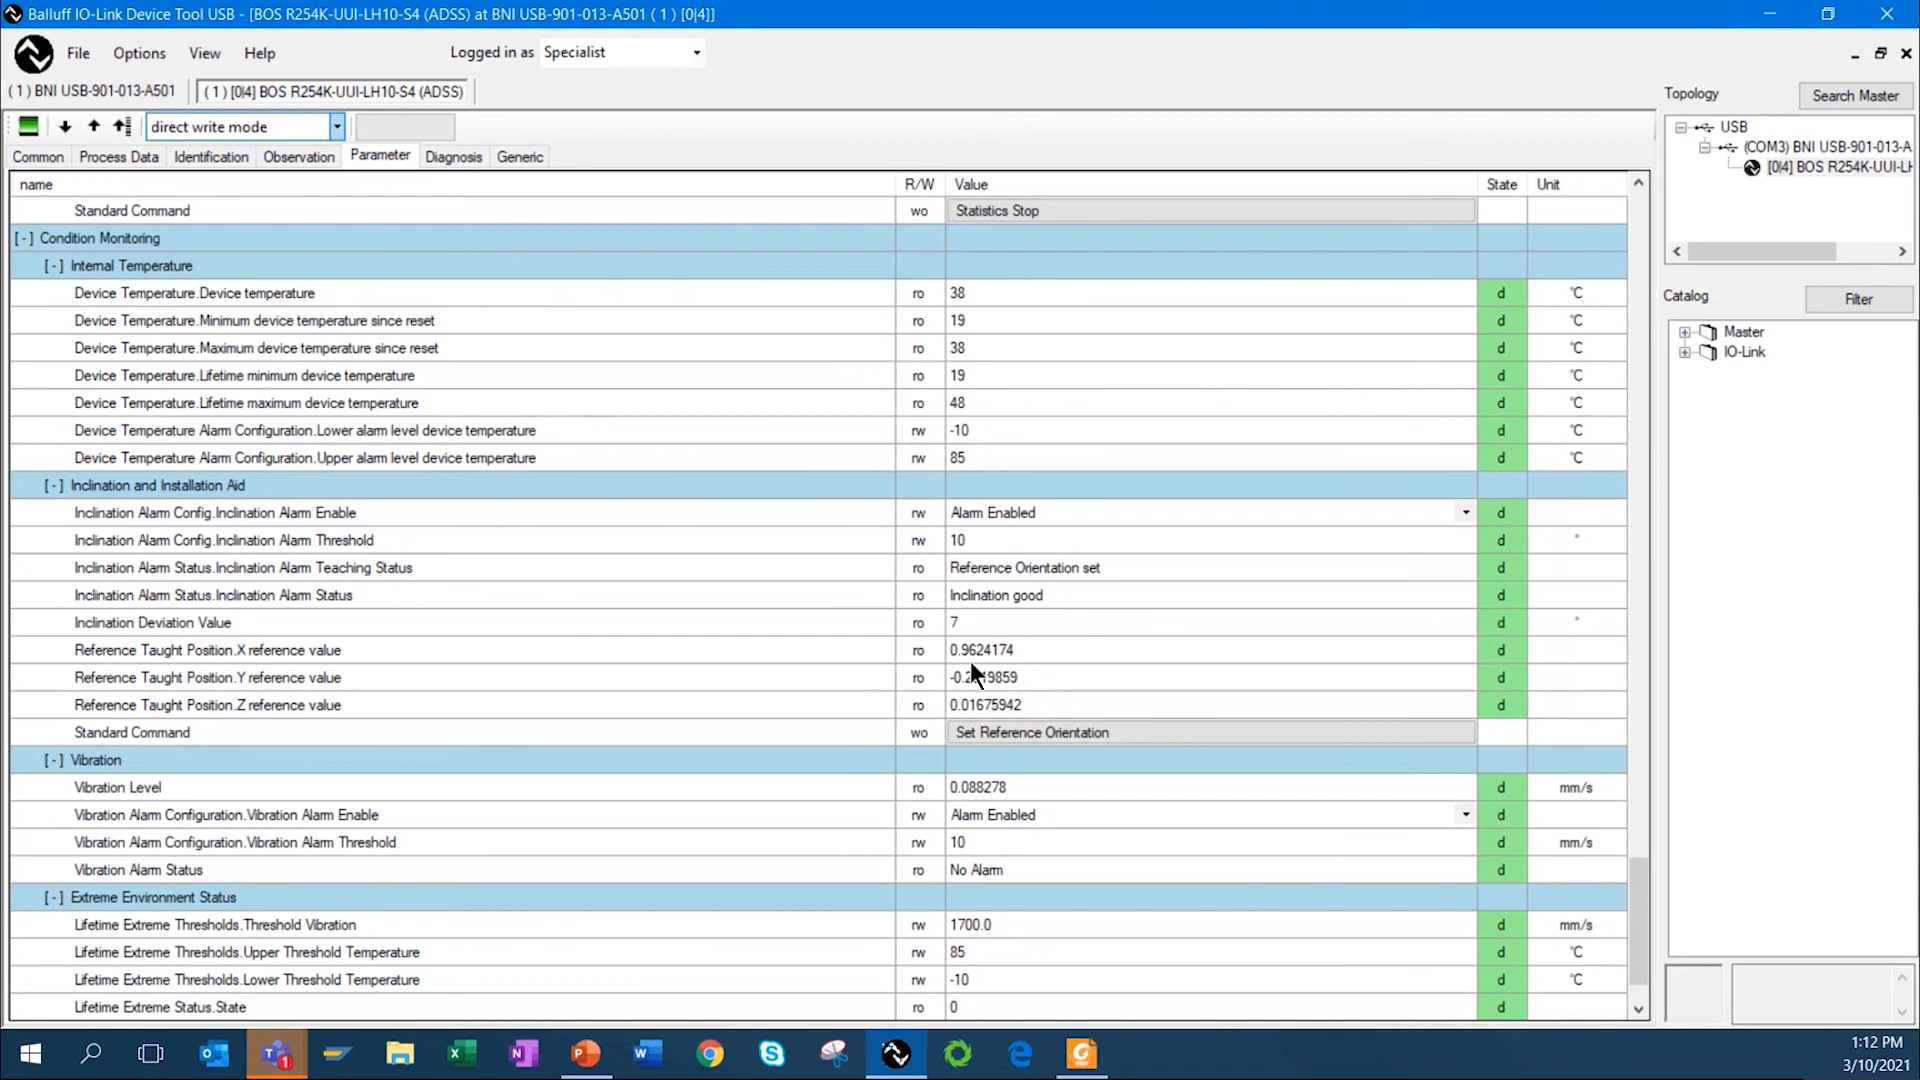 Balluff IO-Link Device Tool USB - [BOS R254K-UUI-LH10-S4 (ADSS) at BNI USB-901-013-A501 ( 1 ) [0|4]]
File Options View Help Logged in as Specialist
( 1 ) BNI USB-901-013-A501 ( 1 ) [0|4] BOS R254K-UUI-LH10-S4 (ADSS)
direct write mode
Common Process Data Identification Observation Parameter Diagnosis Generic
name R/W Value State Unit
Standard Command wo Statistics Stop
[ - ] Condition Monitoring
[ - ] Internal Temperature
Device Temperature.Device temperature ro 38 d °C
Device Temperature.Minimum device temperature since reset ro 19 d °C
Device Temperature.Maximum device temperature since reset ro 38 d °C
Device Temperature.Lifetime minimum device temperature ro 19 d °C
Device Temperature.Lifetime maximum device temperature ro 48 d °C
Device Temperature Alarm Configuration.Lower alarm level device temperature rw -10 d °C
Device Temperature Alarm Configuration.Upper alarm level device temperature rw 85 d °C
[ - ] Inclination and Installation Aid
Inclination Alarm Config.Inclination Alarm Enable rw Alarm Enabled d
Inclination Alarm Config.Inclination Alarm Threshold rw 10 d °
Inclination Alarm Status.Inclination Alarm Teaching Status ro Reference Orientation set d
Inclination Alarm Status.Inclination Alarm Status ro Inclination good d
Inclination Deviation Value ro 7 d °
Reference Taught Position.X reference value ro 0.9624174 d
Reference Taught Position.Y reference value ro d
Reference Taught Position.Z reference value ro 0.01675942 d
Standard Command wo Set Reference Orientation
[ - ] Vibration
Vibration Level ro 0.088278 d mm/s
Vibration Alarm Configuration.Vibration Alarm Enable rw Alarm Enabled d
Vibration Alarm Configuration.Vibration Alarm Threshold rw 10 d mm/s
Vibration Alarm Status ro No Alarm d
[ - ] Extreme Environment Status
Lifetime Extreme Thresholds.Threshold Vibration rw 1700.0 d mm/s
Lifetime Extreme Thresholds.Upper Threshold Temperature rw 85 d °C
Lifetime Extreme Thresholds.Lower Threshold Temperature rw -10 d °C
Lifetime Extreme Status.State ro 0 d
Topology Search Master
USB
(COM3) BNI USB-901-013-A
[0|4] BOS R254K-UUI-LH
Catalog Filter
Master
IO-Link
1:12 PM
3/10/2021